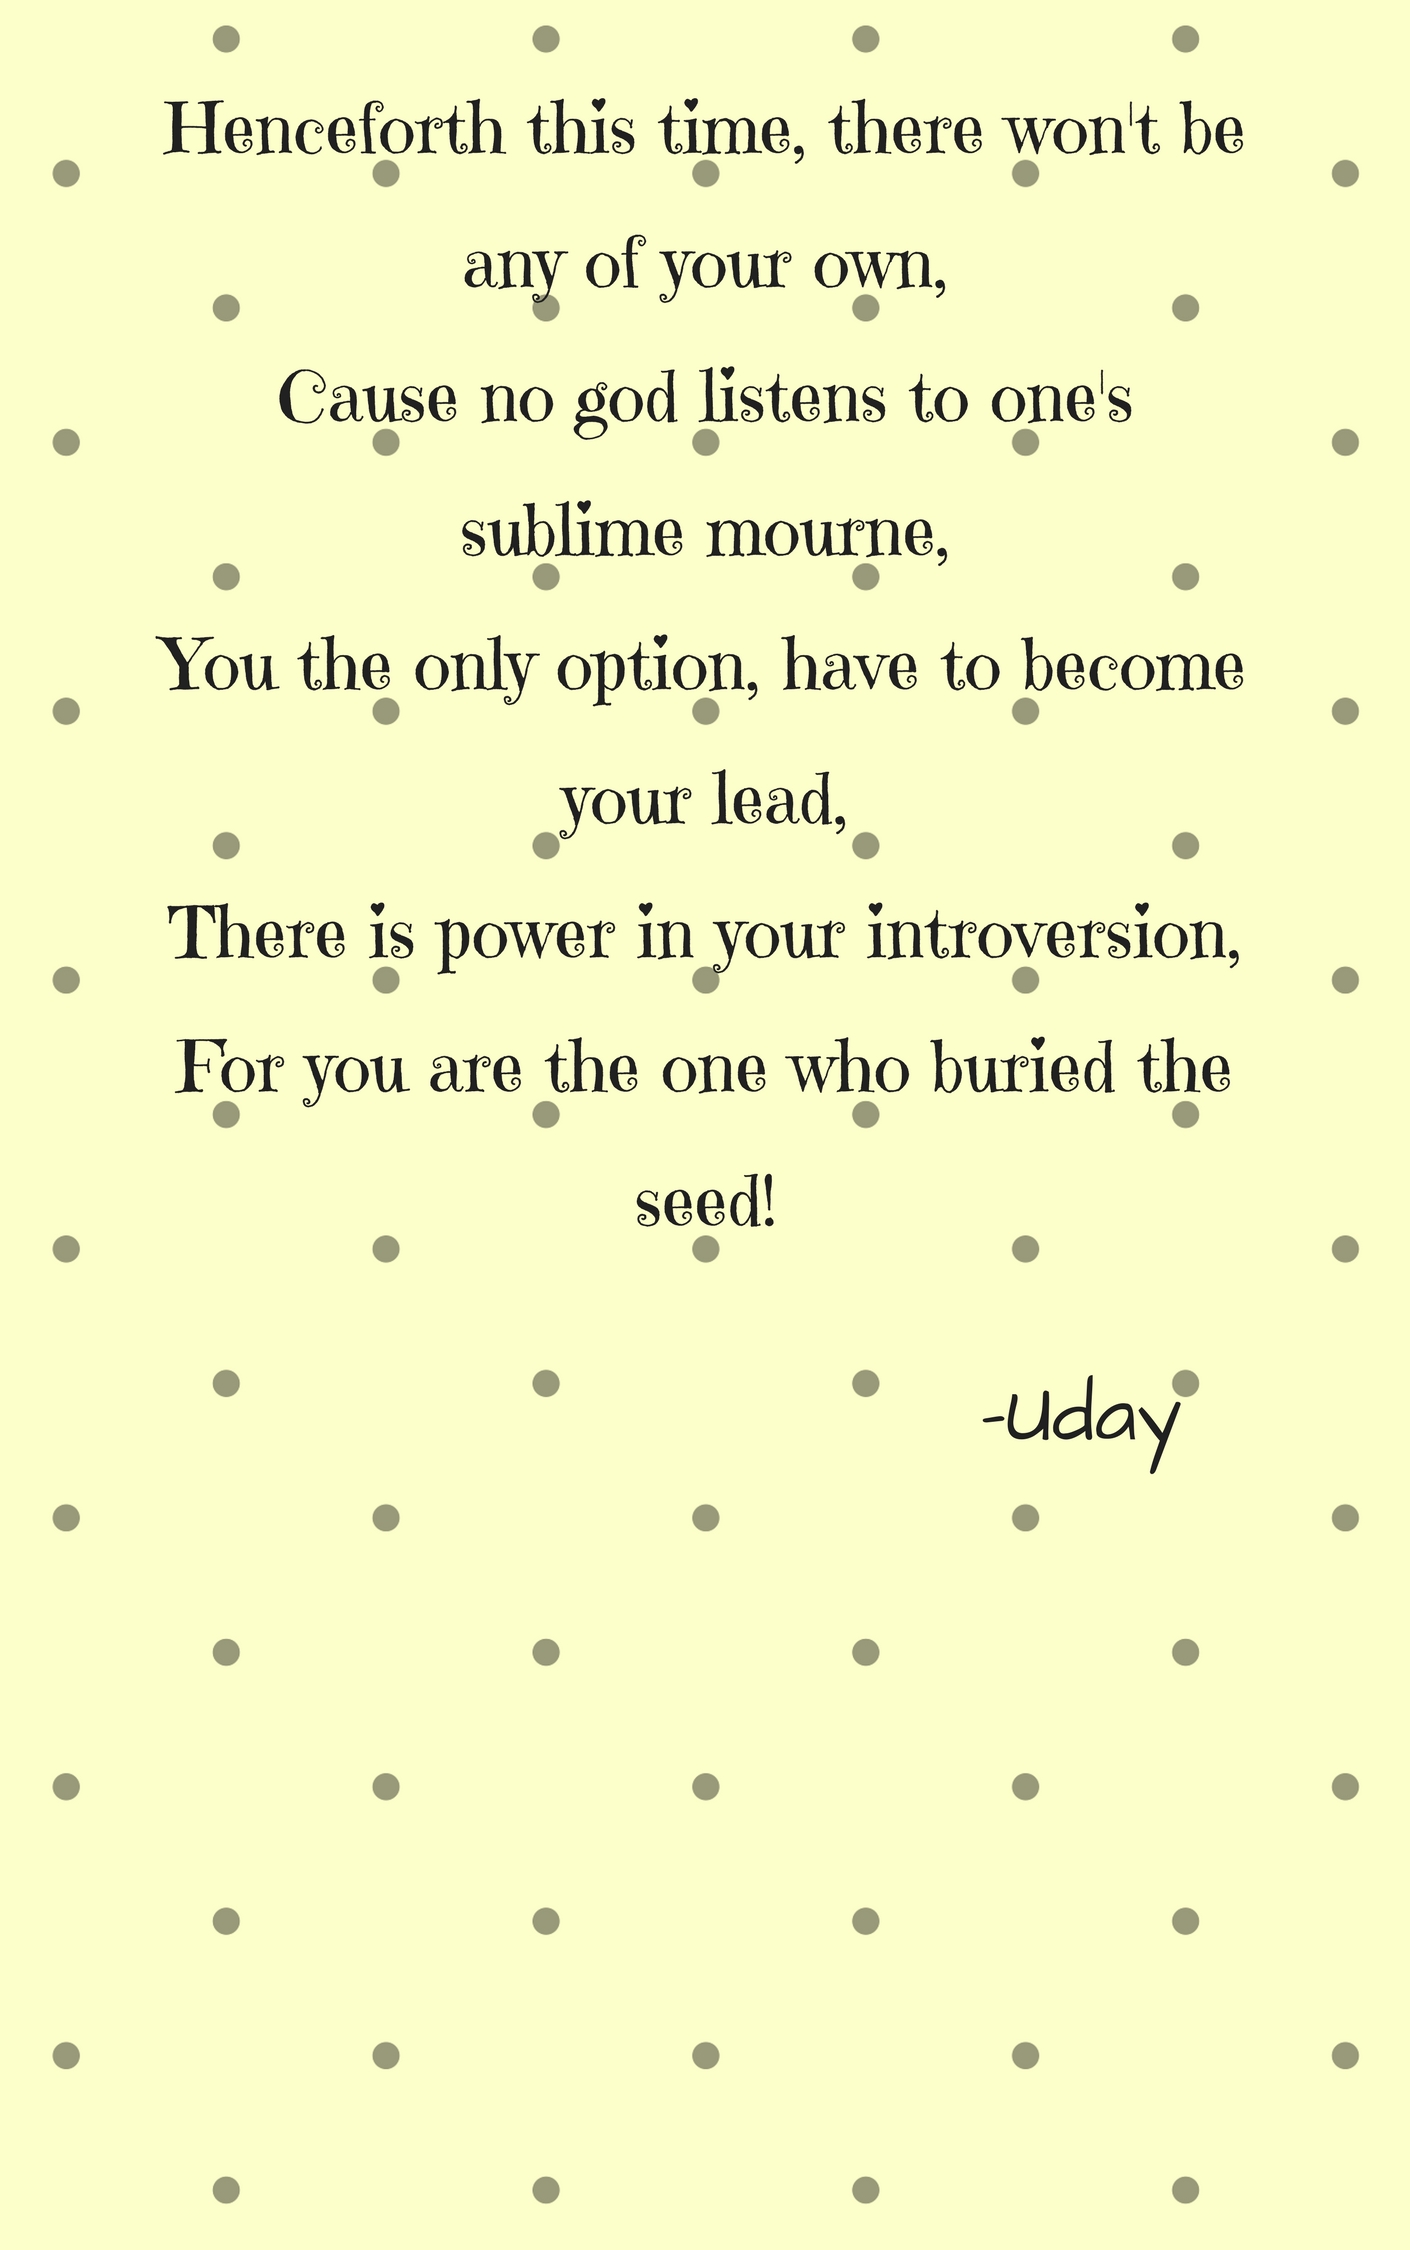 Henceforth this time, there won't be
any of your own,
Cause no god listens to one's
sublime mourne,
You the only option, have to become
your lead,
There is power in your introversion,
For you are the one who buried the
seed!
-Uday